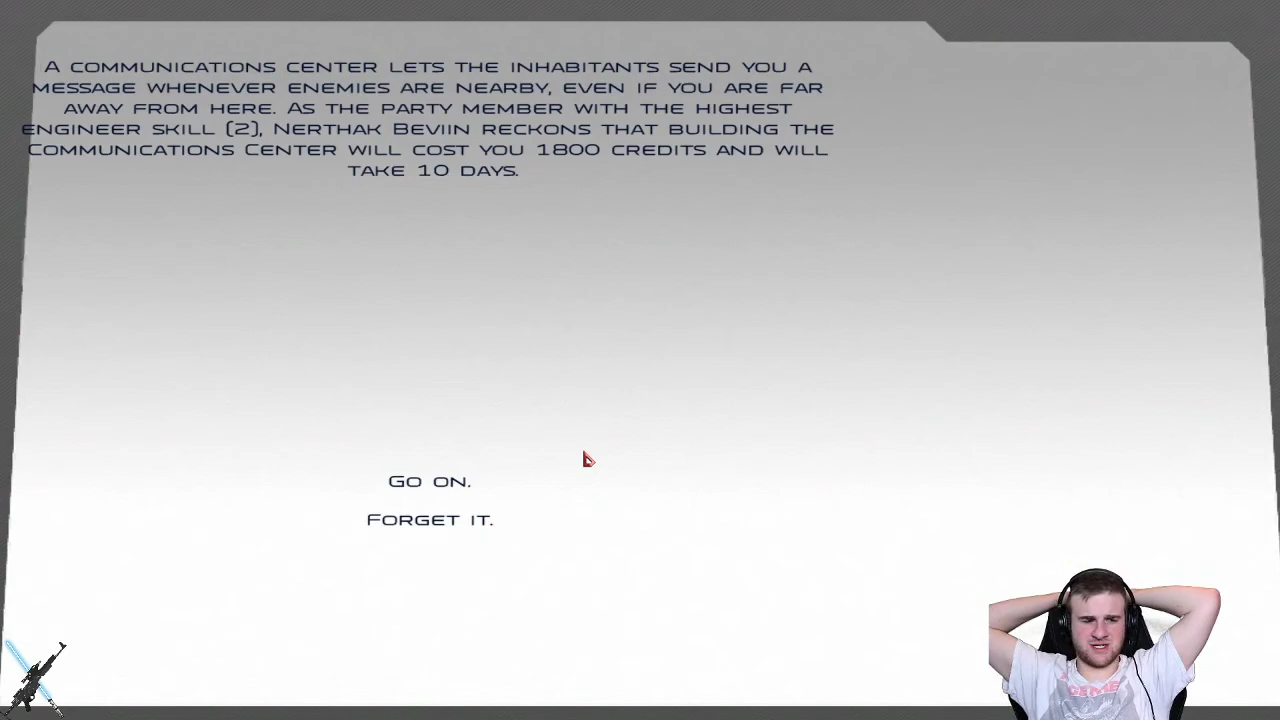 A communications center lets the inhabitants send you a
message whenever enemies are nearby, even if you are far
away from here. As the party member with the highest
engineer skill (2), Nerthak Beviin reckons that building the
Communications Center will cost you 1800 credits and will
take 10 days.
Go on.
Forget it.